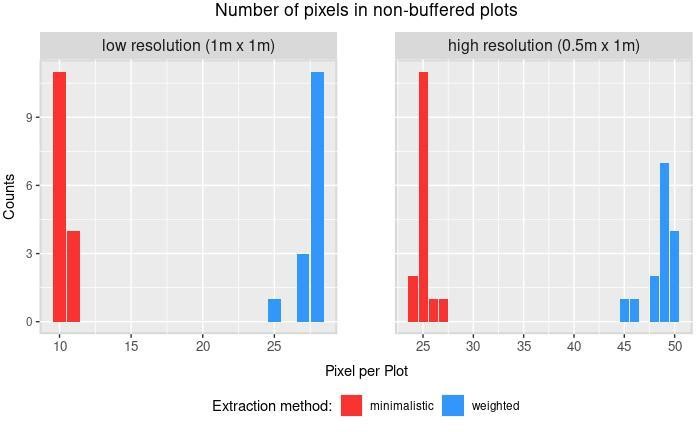 Number of pixels in non-buffered plots
low resolution (1m x 1m)
high resolution (0.5m x 1m)
Counts
9
6
3
0
10 15 20 25
25 30 35 40 45 50
Pixel per Plot
Extraction method: minimalistic weighted